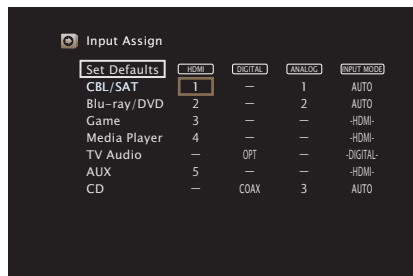 Input Assign
Set Defaults HDMI DIGITAL ANALOG INPUT MODE
CBL/SAT 1 — 1 AUTO
Blu-ray/DVD 2 — 2 AUTO
Game 3 — — -HDMI-
Media Player 4 — — -HDMI-
TV Audio — OPT — -DIGITAL-
AUX 5 — — -HDMI-
CD — COAX 3 AUTO